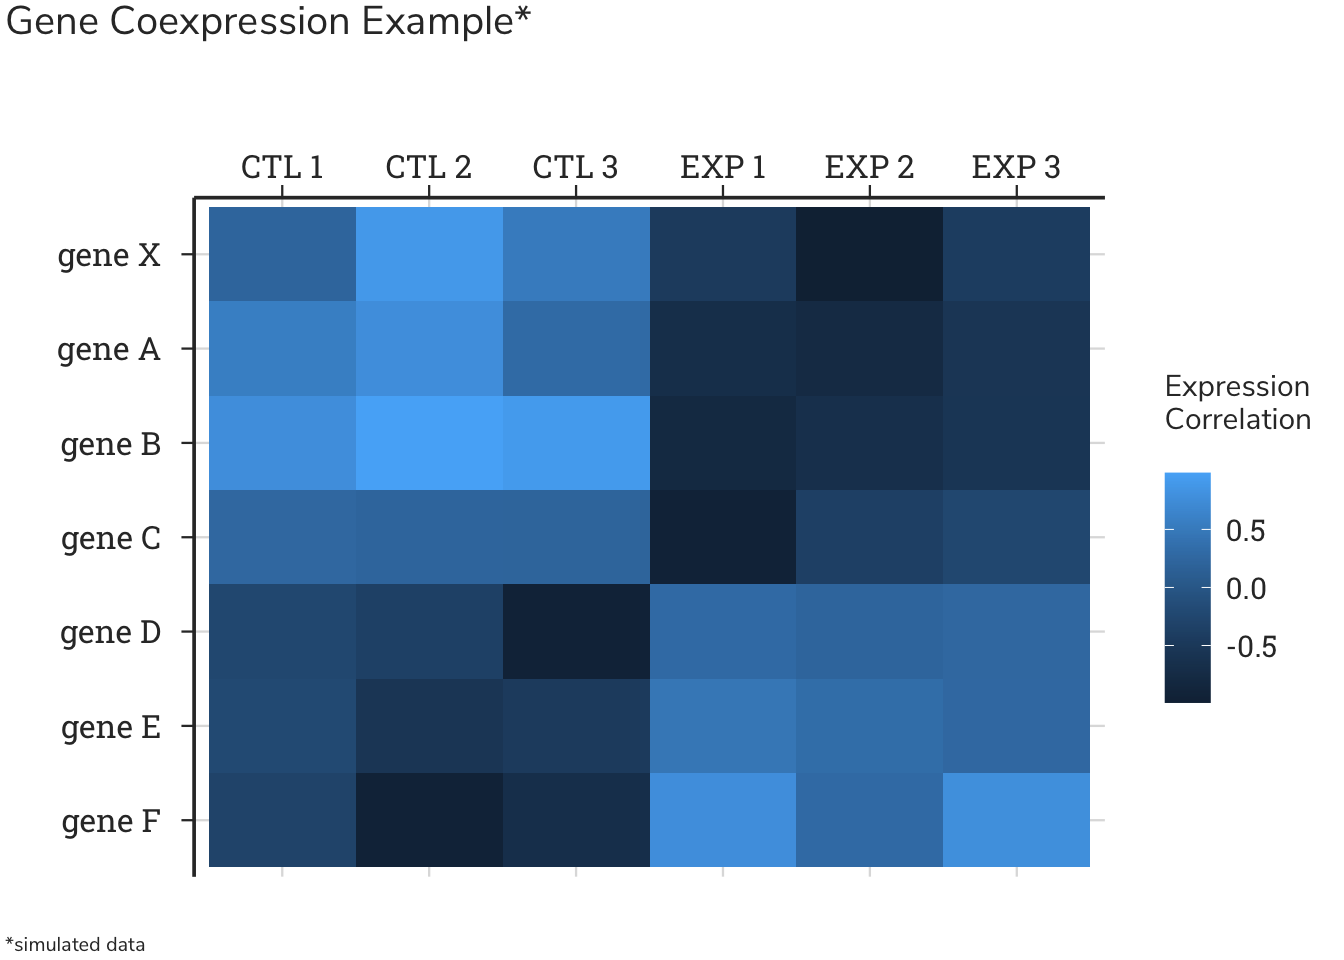 Gene Coexpression Example*
CTL 1 CTL 2 CTL 3 EXP 1 EXP 2 EXP 3
gene X
gene A
gene B
gene C
gene D
gene E
gene F
Expression
Correlation
0.5
0.0
-0.5
*simulated data